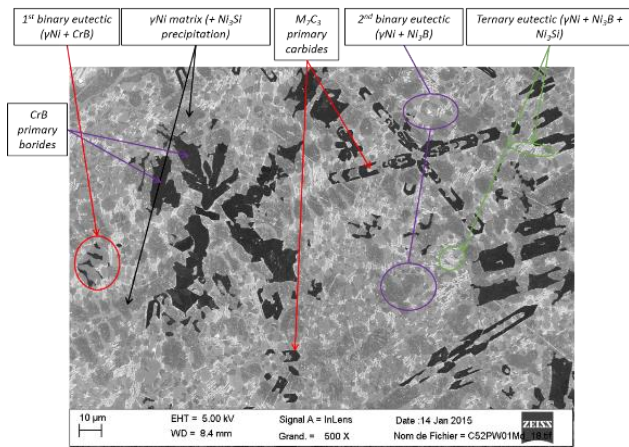 1st binary eutectic
(γNi + CrB)
γNi matrix (+ Ni3Si
precipitation)
M7C3
primary
carbides
2nd binary eutectic
(γNi + Ni3B)
Ternary eutectic (γNi + Ni3B +
Ni3Si)
CrB
primary
borides
10 µm
EHT = 5.00 kV
WD = 8.4 mm
Signal A = InLens
Grand. = 500 X
Date :14 Jan 2015
Nom de Fichier = C52PW01Md_18.tif
ZEISS